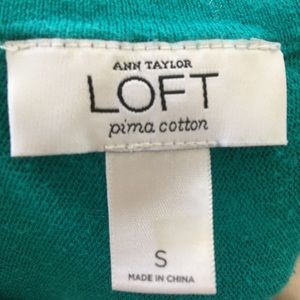 ANN TAYLOR
LOFT
pima cotton
S
MADE IN CHINA